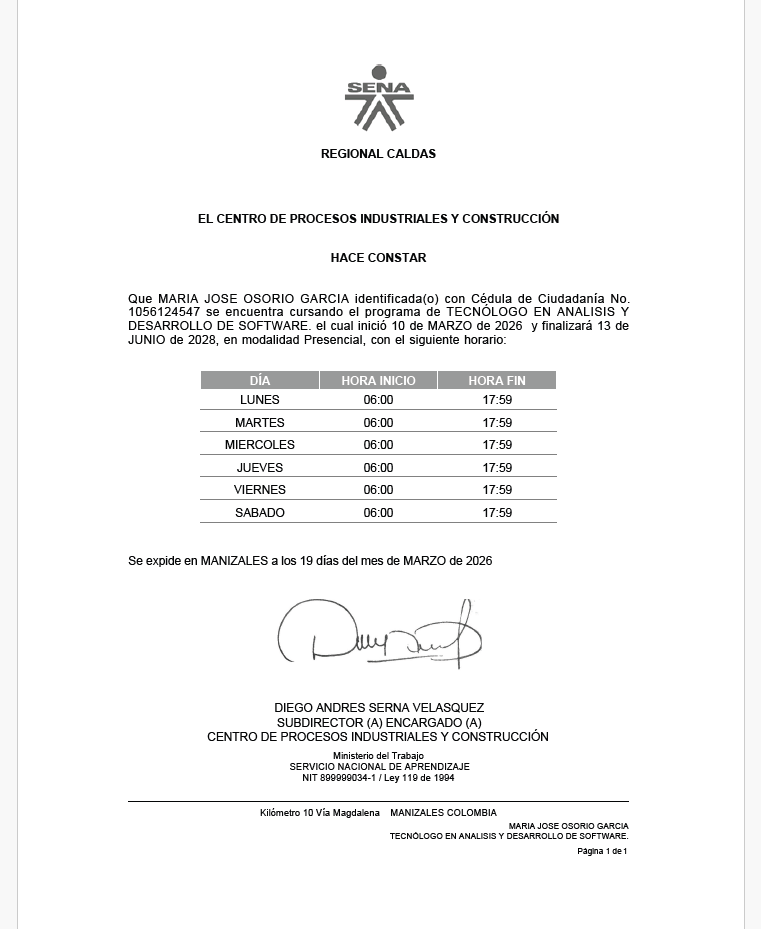 SENA
REGIONAL CALDAS
EL CENTRO DE PROCESOS INDUSTRIALES Y CONSTRUCCIÓN
HACE CONSTAR
Que MARIA JOSE OSORIO GARCIA identificada(o) con Cédula de Ciudadanía No.
1056124547 se encuentra cursando el programa de TECNÓLOGO EN ANALISIS Y
DESARROLLO DE SOFTWARE. el cual inició 10 de MARZO de 2026 y finalizará 13 de
JUNIO de 2028, en modalidad Presencial, con el siguiente horario:
DÍA HORA INICIO HORA FIN
LUNES 06:00 17:59
MARTES 06:00 17:59
MIERCOLES 06:00 17:59
JUEVES 06:00 17:59
VIERNES 06:00 17:59
SABADO 06:00 17:59
Se expide en MANIZALES a los 19 días del mes de MARZO de 2026
DIEGO ANDRES SERNA VELASQUEZ
SUBDIRECTOR (A) ENCARGADO (A)
CENTRO DE PROCESOS INDUSTRIALES Y CONSTRUCCIÓN
Ministerio del Trabajo
SERVICIO NACIONAL DE APRENDIZAJE
NIT 899999034-1 / Ley 119 de 1994
Kilómetro 10 Vía Magdalena MANIZALES COLOMBIA
MARIA JOSE OSORIO GARCIA
TECNÓLOGO EN ANALISIS Y DESARROLLO DE SOFTWARE.
Página 1 de 1